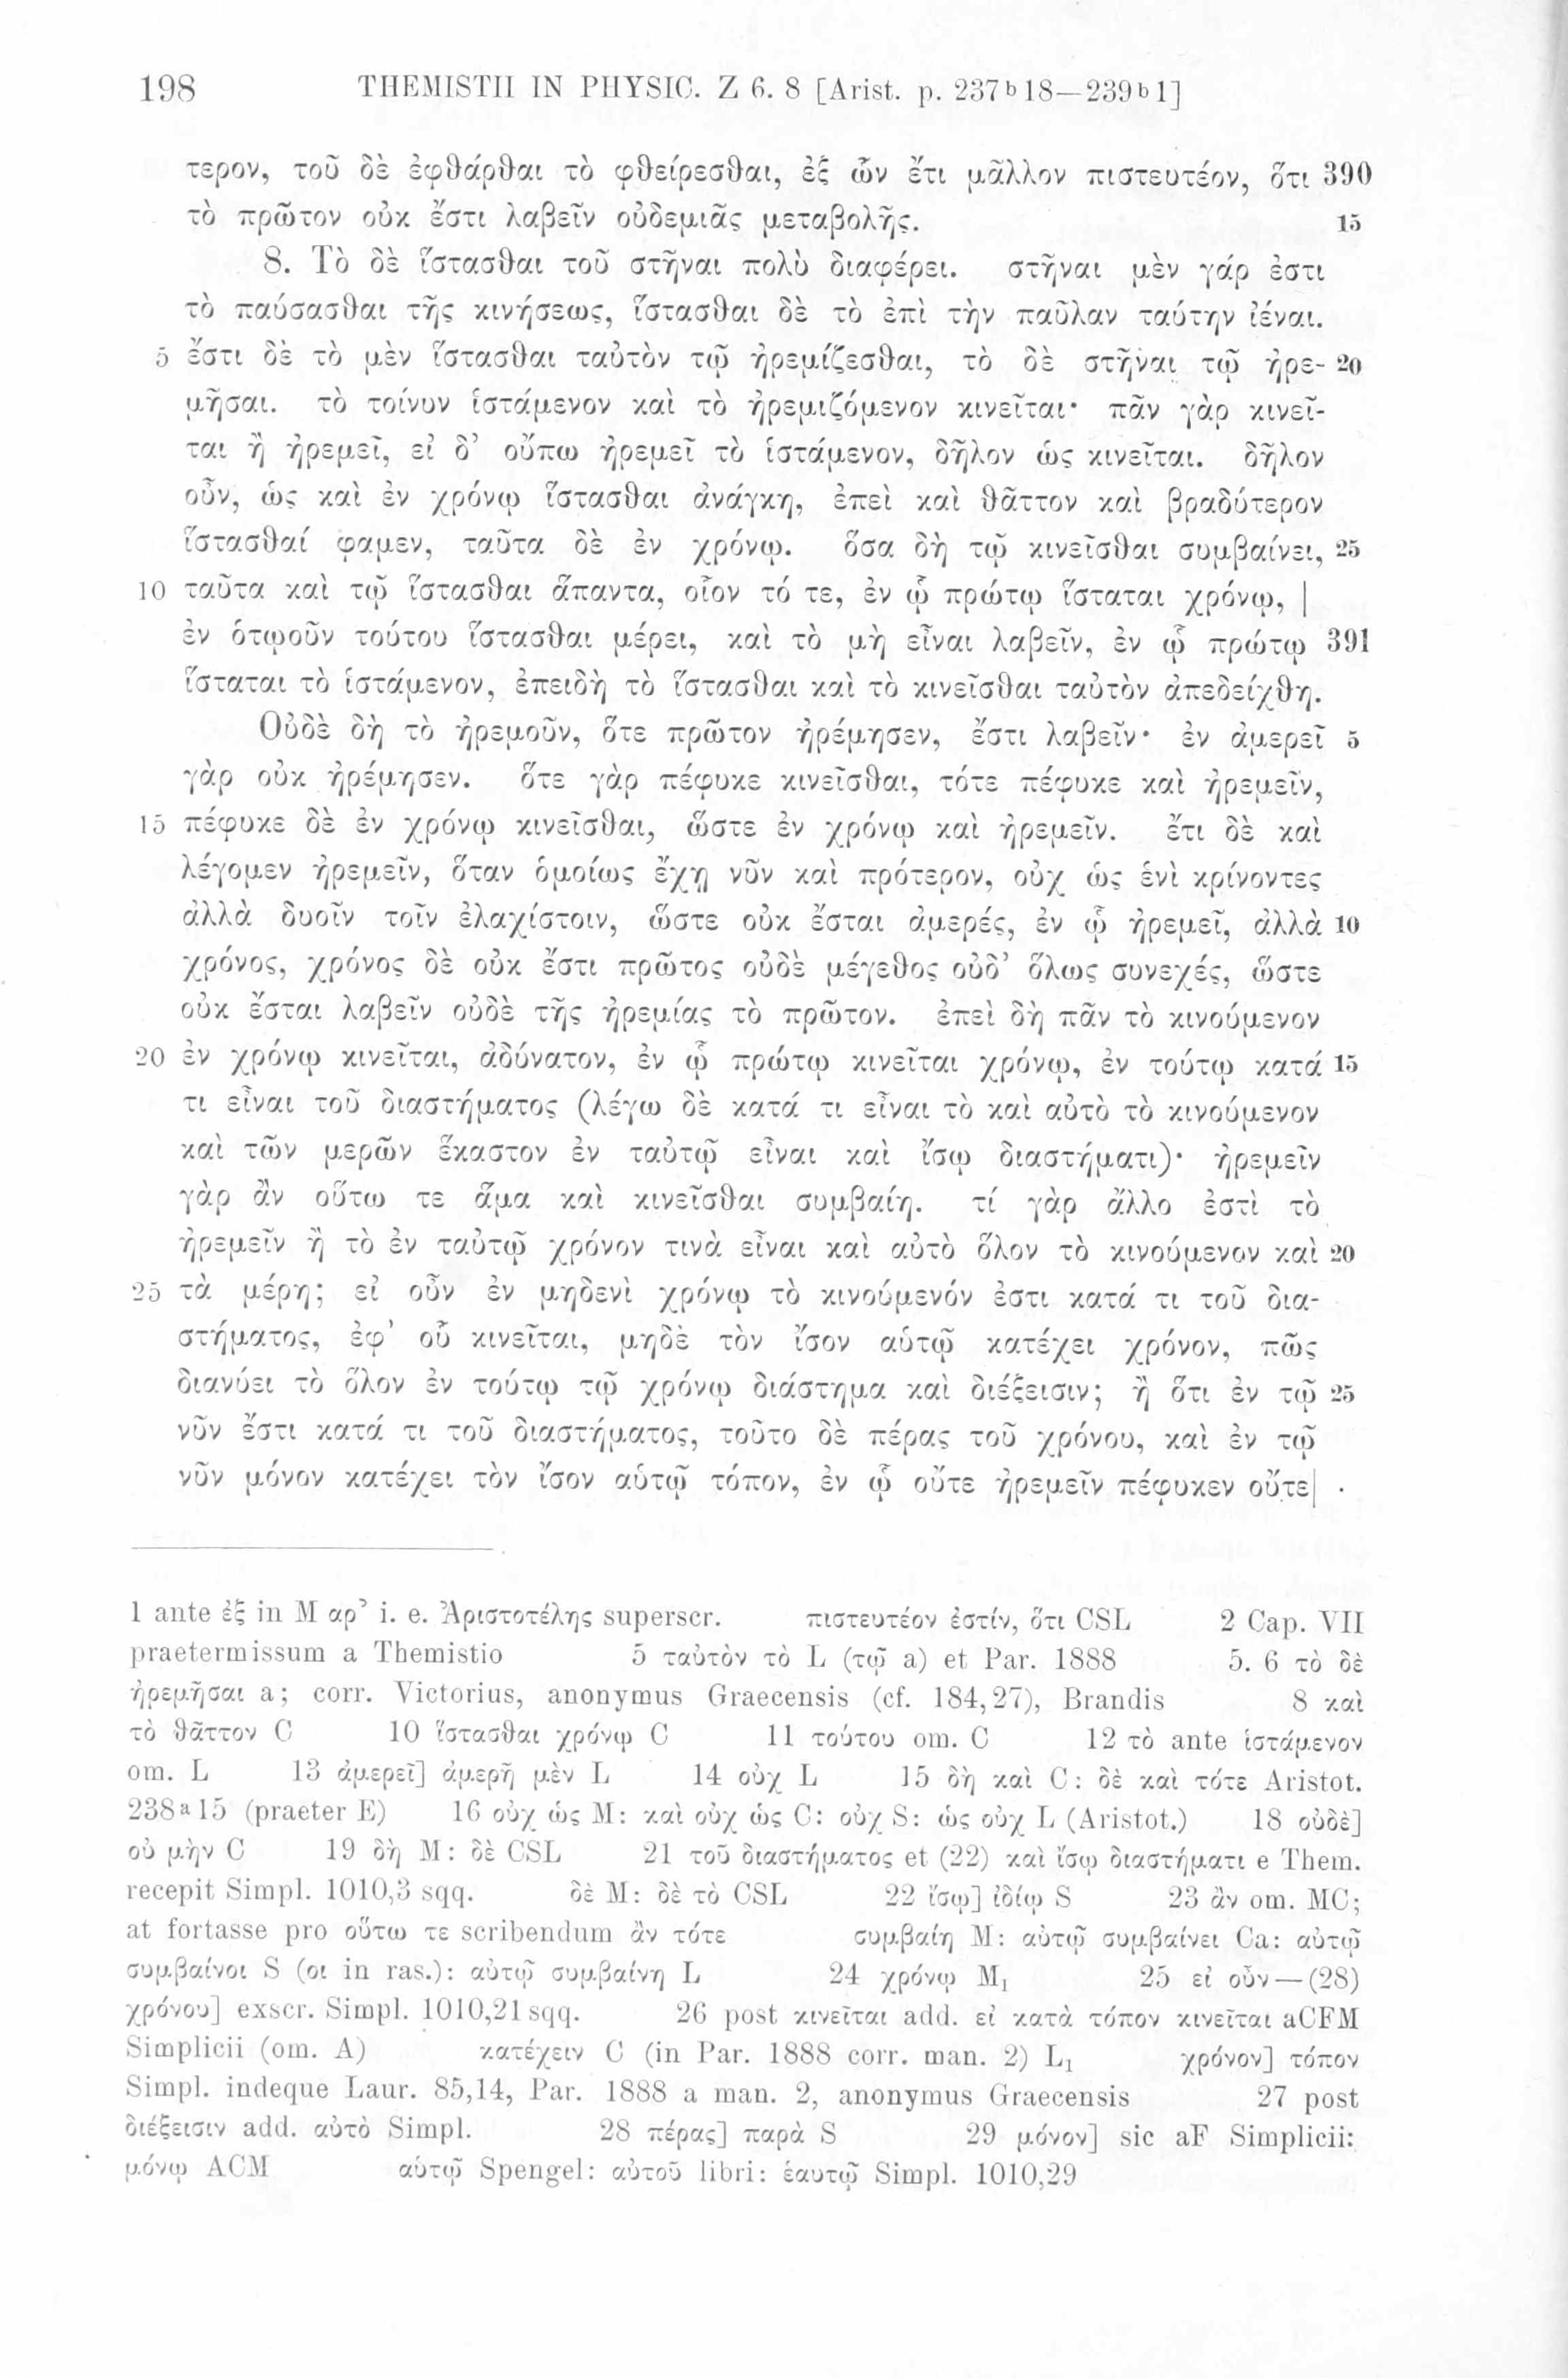 198 THEMISTII IN PHYSIC. Z 6. 8 [Arist. p. 237ᵇ18—239ᵇ1]
τερον, τοῦ δὲ ἐφθάρθαι τὸ φθείρεσθαι, ἐξ ὧν ἔτι μᾶλλον πιστευτέον, ὅτι 390
τὸ πρῶτον οὐκ ἔστι λαβεῖν οὐδεμιᾶς μεταβολῆς. 15
8. Τὸ δὲ ἵστασθαι τοῦ στῆναι πολὺ διαφέρει. στῆναι μὲν γάρ ἐστι
τὸ παύσασθαι τῆς κινήσεως, ἵστασθαι δὲ τὸ ἐπὶ τὴν παῦλαν ταύτην ἰέναι.
5 ἔστι δὲ τὸ μὲν ἵστασθαι ταὐτὸν τῷ ἠρεμίζεσθαι, τὸ δὲ στῆναι τῷ ἠρε- 20
μῆσαι. τὸ τοίνυν ἱστάμενον καὶ τὸ ἠρεμιζόμενον κινεῖται· πᾶν γὰρ κινεῖ-
ται ἢ ἠρεμεῖ, εἰ δ’ οὔπω ἠρεμεῖ τὸ ἱστάμενον, δῆλον ὡς κινεῖται. δῆλον
οὖν, ὡς καὶ ἐν χρόνῳ ἵστασθαι ἀνάγκη, ἐπεὶ καὶ θᾶττον καὶ βραδύτερον
ἵστασθαί φαμεν, ταῦτα δὲ ἐν χρόνῳ. ὅσα δὴ τῷ κινεῖσθαι συμβαίνει, 25
10 ταῦτα καὶ τῷ ἵστασθαι ἅπαντα, οἷον τό τε, ἐν ᾧ πρώτῳ ἵσταται χρόνῳ, |
ἐν ὁτῳοῦν τούτου ἵστασθαι μέρει, καὶ τὸ μὴ εἶναι λαβεῖν, ἐν ᾧ πρώτῳ 391
ἵσταται τὸ ἱστάμενον, ἐπειδὴ τὸ ἵστασθαι καὶ τὸ κινεῖσθαι ταὐτὸν ἀπεδείχθη.
Οὐδὲ δὴ τὸ ἠρεμοῦν, ὅτε πρῶτον ἠρέμησεν, ἔστι λαβεῖν· ἐν ἀμερεῖ 5
γὰρ οὐκ ἠρέμησεν. ὅτε γὰρ πέφυκε κινεῖσθαι, τότε πέφυκε καὶ ἠρεμεῖν,
15 πέφυκε δὲ ἐν χρόνῳ κινεῖσθαι, ὥστε ἐν χρόνῳ καὶ ἠρεμεῖν. ἔτι δὲ καὶ
λέγομεν ἠρεμεῖν, ὅταν ὁμοίως ἔχῃ νῦν καὶ πρότερον, οὐχ ὡς ἑνὶ κρίνοντες
ἀλλὰ δυοῖν τοῖν ἐλαχίστοιν, ὥστε οὐκ ἔσται ἀμερές, ἐν ᾧ ἠρεμεῖ, ἀλλὰ 10
χρόνος, χρόνος δὲ οὐκ ἔστι πρῶτος οὐδὲ μέγεθος οὐδ’ ὅλως συνεχές, ὥστε
οὐκ ἔσται λαβεῖν οὐδὲ τῆς ἠρεμίας τὸ πρῶτον. ἐπεὶ δὴ πᾶν τὸ κινούμενον
20 ἐν χρόνῳ κινεῖται, ἀδύνατον, ἐν ᾧ πρώτῳ κινεῖται χρόνῳ, ἐν τούτῳ κατά 15
τι εἶναι τοῦ διαστήματος (λέγω δὲ κατά τι εἶναι τὸ καὶ αὐτὸ τὸ κινούμενον
καὶ τῶν μερῶν ἕκαστον ἐν ταὐτῷ εἶναι καὶ ἴσῳ διαστήματι)· ἠρεμεῖν
γὰρ ἂν οὕτω τε ἅμα καὶ κινεῖσθαι συμβαίη. τί γὰρ ἄλλο ἐστὶ τὸ
ἠρεμεῖν ἢ τὸ ἐν ταὐτῷ χρόνον τινὰ εἶναι καὶ αὐτὸ ὅλον τὸ κινούμενον καὶ 20
25 τὰ μέρη; εἰ οὖν ἐν μηδενὶ χρόνῳ τὸ κινούμενόν ἐστι κατά τι τοῦ δια-
στήματος, ἐφ’ οὗ κινεῖται, μηδὲ τὸν ἴσον αὑτῷ κατέχει χρόνον, πῶς
διανύει τὸ ὅλον ἐν τούτῳ τῷ χρόνῳ διάστημα καὶ διέξεισιν; ἢ ὅτι ἐν τῷ 25
νῦν ἔστι κατά τι τοῦ διαστήματος, τοῦτο δὲ πέρας τοῦ χρόνου, καὶ ἐν τῷ
νῦν μόνον κατέχει τὸν ἴσον αὑτῷ τόπον, ἐν ᾧ οὔτε ἠρεμεῖν πέφυκεν οὔτε|
1 ante ἐξ in M αρ’ i. e. Ἀριστοτέλης superscr. πιστευτέον ἐστίν, ὅτι CSL 2 Cap. VII
praetermissum a Themistio 5 ταὐτὸν τὸ L (τῷ a) et Par. 1888 5. 6 τὸ δὲ
ἠρεμῆσαι a; corr. Victorius, anonymus Graecensis (cf. 184,27), Brandis 8 καὶ
τὸ θᾶττον C 10 ἵστασθαι χρόνῳ C 11 τούτου om. C 12 τὸ ante ἱστάμενον
om. L 13 ἀμερεῖ] ἀμερῆ μὲν L 14 οὐχ L 15 δὴ καὶ C: δὲ καὶ τότε Aristot.
238ᵃ15 (praeter E) 16 οὐχ ὡς M: καὶ οὐχ ὡς C: οὐχ S: ὡς οὐχ L (Aristot.) 18 οὐδὲ]
οὐ μὴν C 19 δὴ M: δὲ CSL 21 τοῦ διαστήματος et (22) καὶ ἴσῳ διαστήματι e Them.
recepit Simpl. 1010,3 sqq. δὲ M: δὲ τὸ CSL 22 ἴσῳ] ἰδίῳ S 23 ἂν om. MC;
at fortasse pro οὕτω τε scribendum ἂν τότε συμβαίη M: αὐτῷ συμβαίνει Ca: αὐτῷ
συμβαίνοι S (οι in ras.): αὐτῷ συμβαίνη L 24 χρόνῳ M₁ 25 εἰ οὖν—(28)
χρόνου] exscr. Simpl. 1010,21 sqq. 26 post κινεῖται add. εἰ κατὰ τόπον κινεῖται aCFM
Simplicii (om. A) κατέχειν C (in Par. 1888 corr. man. 2) L₁ χρόνον] τόπον
Simpl. indeque Laur. 85,14, Par. 1888 a man. 2, anonymus Graecensis 27 post
διέξεισιν add. αὐτὸ Simpl. 28 πέρας] παρὰ S 29 μόνον] sic aF Simplicii:
μόνῳ ACM αὑτῷ Spengel: αὐτοῦ libri: ἑαυτῷ Simpl. 1010,29